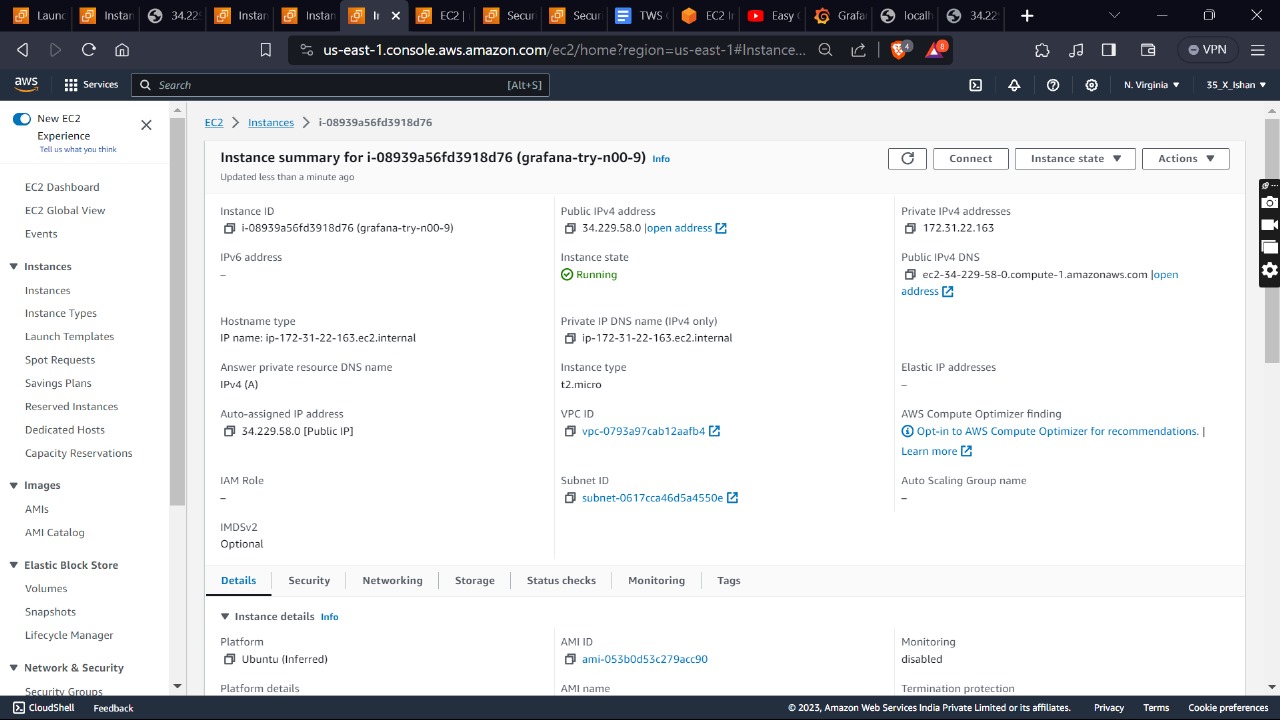 Launc
Instan
34.229
Instan
Instan
I
EC2 |
Secur
Secur
TWS
EC2 In
Easy
Grafan
localh
34.22
us-east-1.console.aws.amazon.com/ec2/home?region=us-east-1#Instance...
4
8
VPN
aws
Services
Search
[Alt+S]
N. Virginia
35_X_Ishan
New EC2
Experience
Tell us what you think
EC2 Dashboard
EC2 Global View
Events
Instances
Instances
Instance Types
Launch Templates
Spot Requests
Savings Plans
Reserved Instances
Dedicated Hosts
Capacity Reservations
Images
AMIs
AMI Catalog
Elastic Block Store
Volumes
Snapshots
Lifecycle Manager
Network & Security
Security Groups
EC2 > Instances > i-08939a56fd3918d76
Instance summary for i-08939a56fd3918d76 (grafana-try-n00-9) Info
Updated less than a minute ago
Connect
Instance state
Actions
Instance ID
i-08939a56fd3918d76 (grafana-try-n00-9)
Public IPv4 address
34.229.58.0 |open address
Private IPv4 addresses
172.31.22.163
IPv6 address
–
Instance state
Running
Public IPv4 DNS
ec2-34-229-58-0.compute-1.amazonaws.com |open
address
Hostname type
IP name: ip-172-31-22-163.ec2.internal
Private IP DNS name (IPv4 only)
ip-172-31-22-163.ec2.internal
Answer private resource DNS name
IPv4 (A)
Instance type
t2.micro
Elastic IP addresses
–
Auto-assigned IP address
34.229.58.0 [Public IP]
VPC ID
vpc-0793a97cab12aafb4
AWS Compute Optimizer finding
Opt-in to AWS Compute Optimizer for recommendations. |
Learn more
IAM Role
–
Subnet ID
subnet-0617cca46d5a4550e
Auto Scaling Group name
–
IMDSv2
Optional
Details
Security
Networking
Storage
Status checks
Monitoring
Tags
Instance details Info
Platform
Ubuntu (Inferred)
AMI ID
ami-053b0d53c279acc90
Monitoring
disabled
Platform details
AMI name
Termination protection
CloudShell
Feedback
© 2023, Amazon Web Services India Private Limited or its affiliates.
Privacy
Terms
Cookie preferences